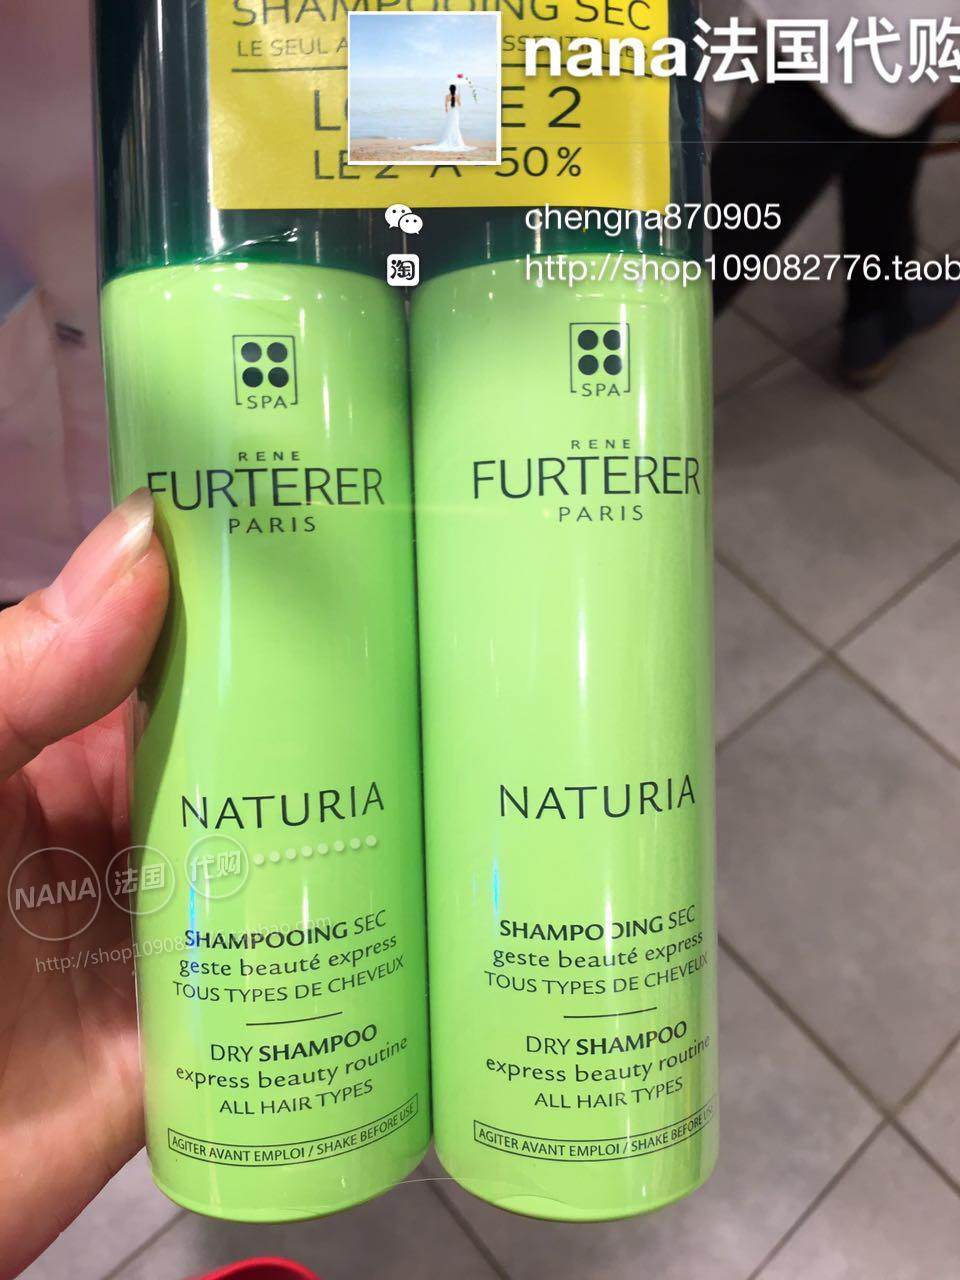 SHAMPOOING SEC
LE SEUL
nana法国代购
2
LE 2 À 50%
chengna870905
淘
http://shop109082776.taob
SPA
RENE
FURTERER
PARIS
NATURIA
SHAMPOOING SEC
geste beauté express
TOUS TYPES DE CHEVEUX
DRY SHAMPOO
express beauty routine
ALL HAIR TYPES
AGITER AVANT EMPLOI / SHAKE BEFORE USE
SPA
RENE
FURTERER
PARIS
NATURIA
SHAMPOOING SEC
geste beauté express
TOUS TYPES DE CHEVEUX
DRY SHAMPOO
express beauty routine
ALL HAIR TYPES
AGITER AVANT EMPLOI / SHAKE BEFORE USE
NANA 法国 代购